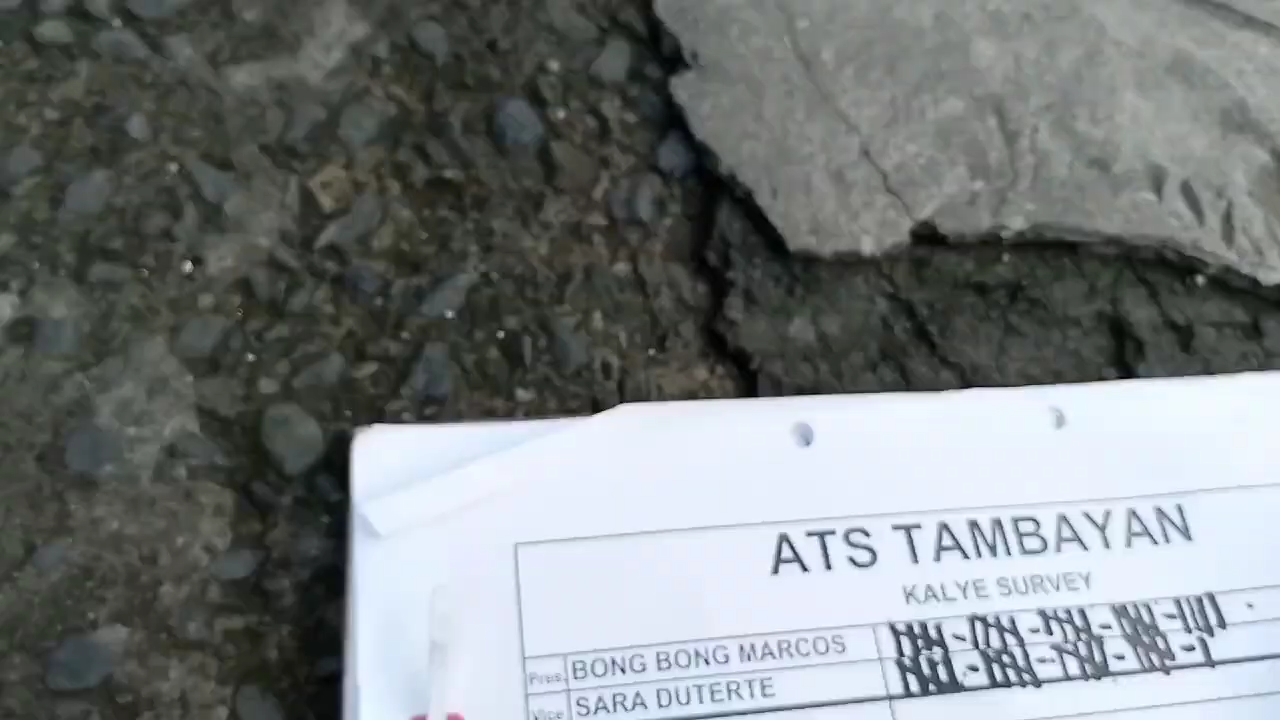 ATS TAMBAYAN
KALYE SURVEY
Pres. BONG BONG MARCOS
Vice SARA DUTERTE